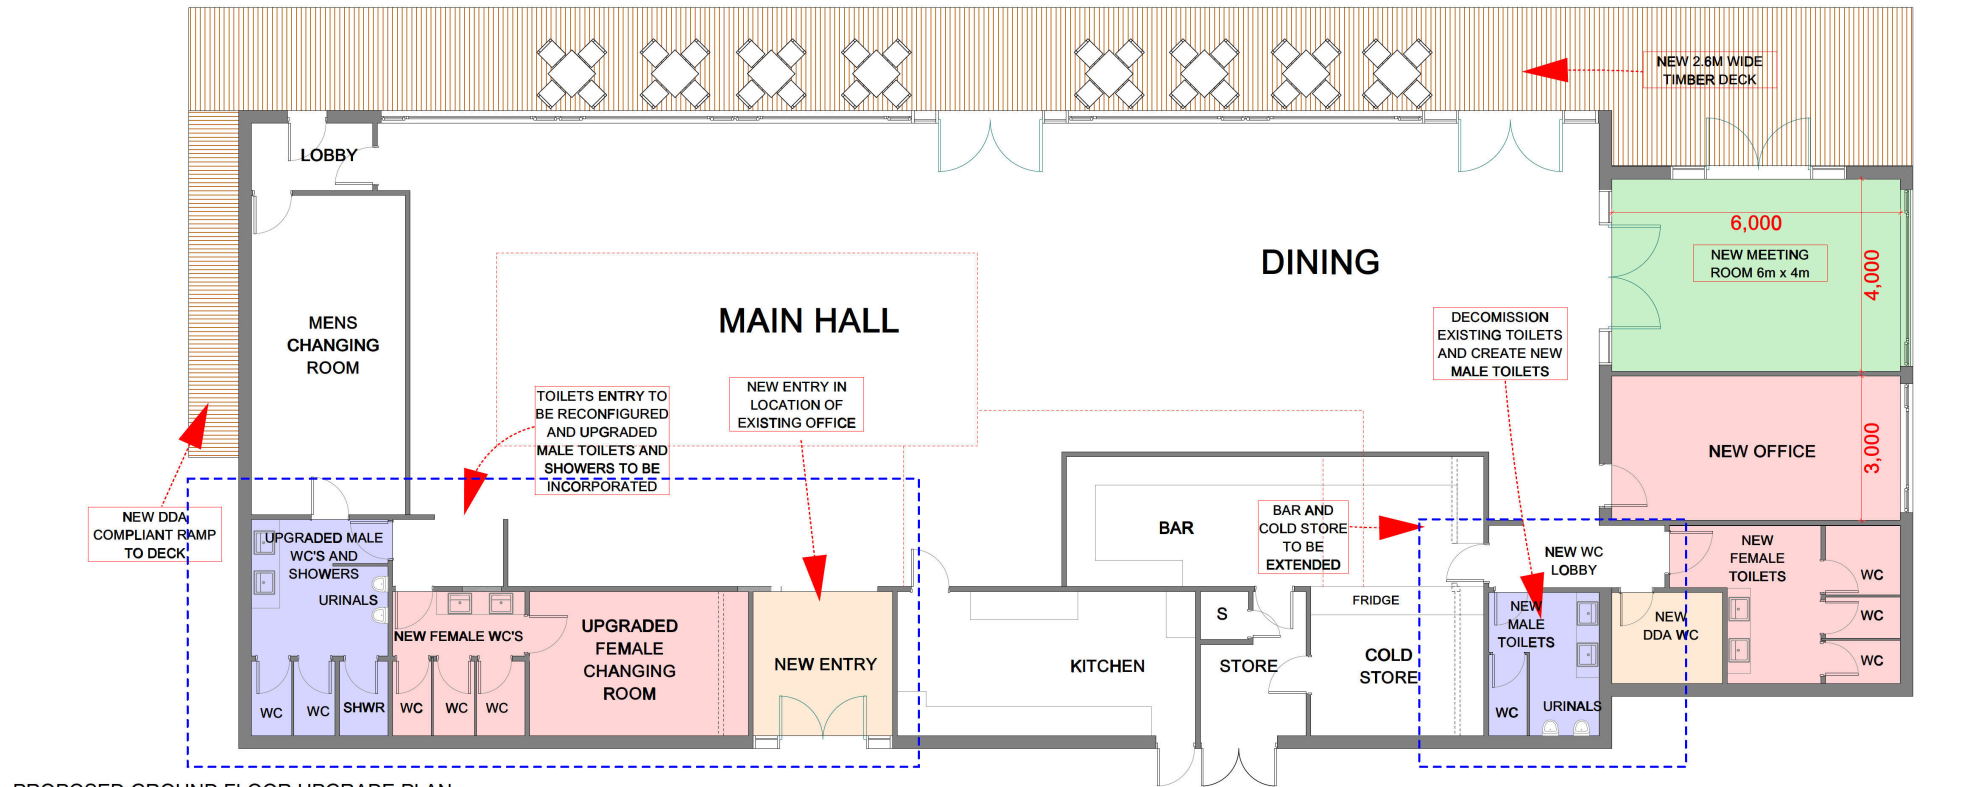 NEW 2.6M WIDE
TIMBER DECK
LOBBY
6,000
NEW MEETING
ROOM 6m x 4m
4,000
DINING
MAIN HALL
MENS
CHANGING
ROOM
DECOMISSION
EXISTING TOILETS
AND CREATE NEW
MALE TOILETS
TOILETS ENTRY TO
BE RECONFIGURED
AND UPGRADED
MALE TOILETS AND
SHOWERS TO BE
INCORPORATED
NEW ENTRY IN
LOCATION OF
EXISTING OFFICE
NEW OFFICE
3,000
NEW DDA
COMPLIANT RAMP
TO DECK
BAR
BAR AND
COLD STORE
TO BE
EXTENDED
UPGRADED MALE
WC'S AND
SHOWERS
URINALS
NEW WC
LOBBY
NEW
FEMALE
TOILETS
WC
WC
WC
FRIDGE
S
NEW
MALE
TOILETS
NEW
DDA WC
NEW FEMALE WC'S
UPGRADED
FEMALE
CHANGING
ROOM
NEW ENTRY
KITCHEN
STORE
COLD
STORE
WC
WC
SHWR
WC
WC
WC
WC
URINALS
PROPOSED GROUND FLOOR UPGRADE PLAN